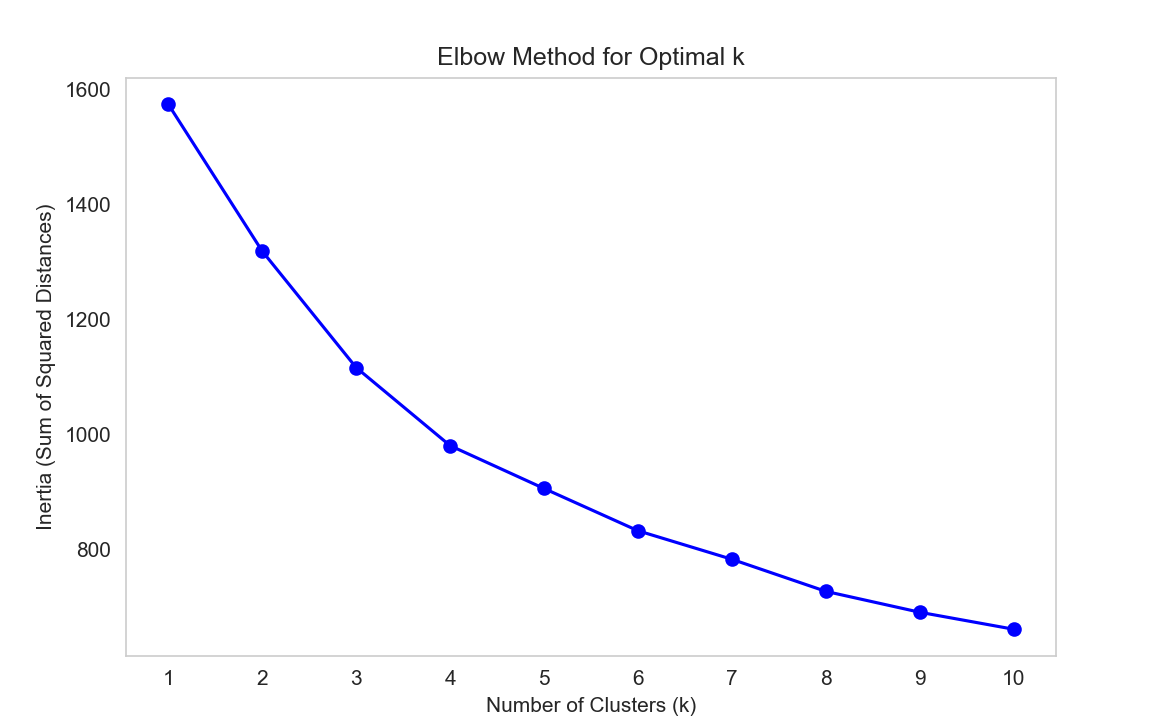 Elbow Method for Optimal k
1600
1400
1200
1000
800
Inertia (Sum of Squared Distances)
1 2 3 4 5 6 7 8 9 10
Number of Clusters (k)